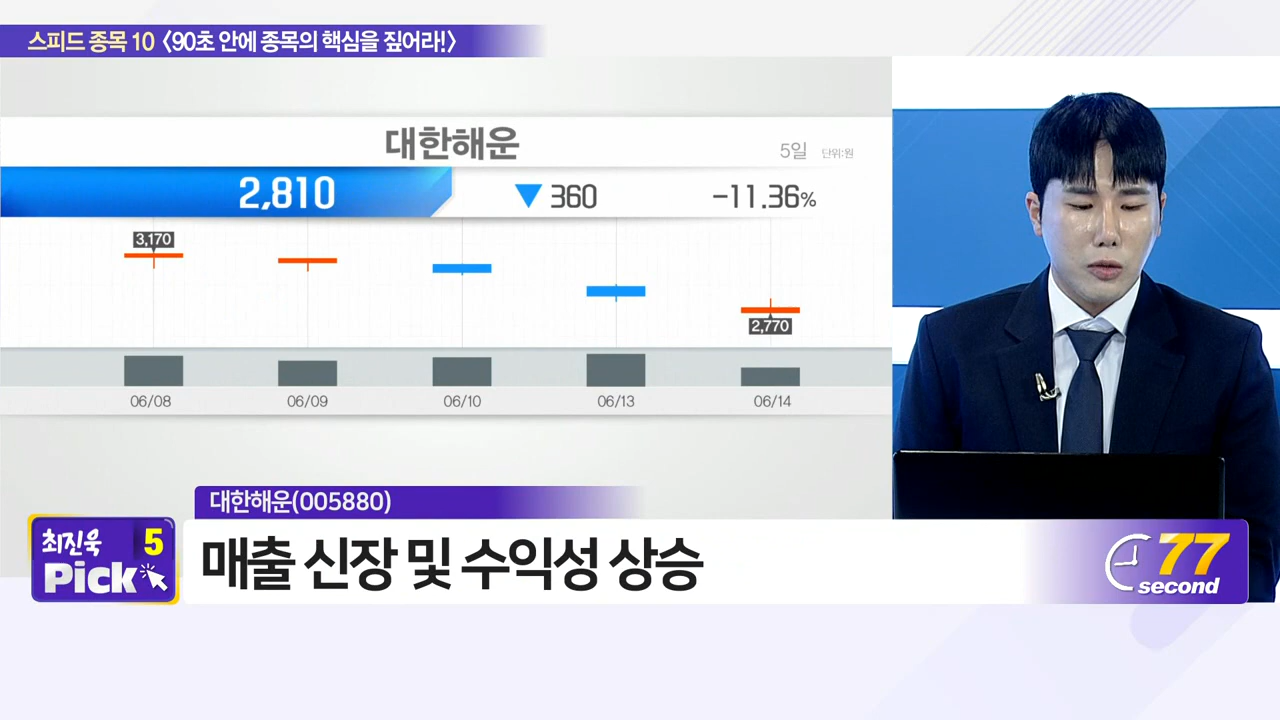 스피드 종목 10 〈90초 안에 종목의 핵심을 짚어라!〉
대한해운
5일 단위:원
2,810 ▼360 -11.36%
3,170
2,770
06/08 06/09 06/10 06/13 06/14
대한해운(005880)
최진욱 5
Pick
매출 신장 및 수익성 상승
77
second